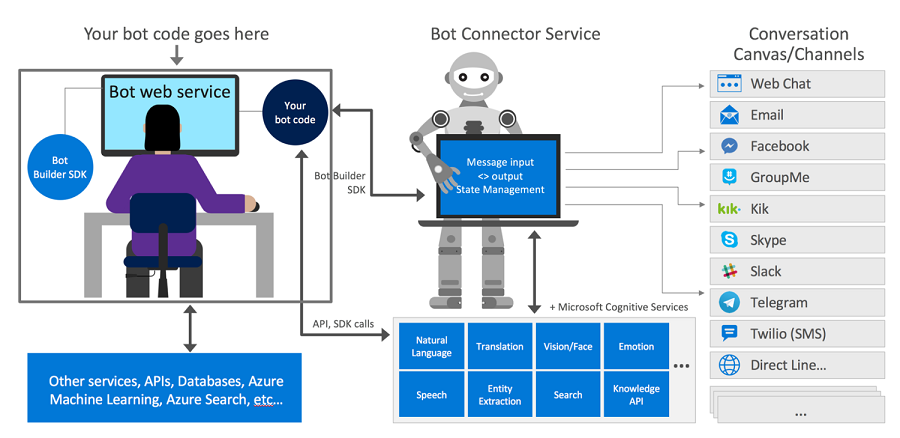 Your bot code goes here
Bot web service
Your
bot code
Bot
Builder SDK
Bot Builder
SDK
API, SDK calls
Other services, APIs, Databases, Azure
Machine Learning, Azure Search, etc...
Bot Connector Service
Message input
<> output
State Management
+ Microsoft Cognitive Services
Natural
Language
Translation
Vision/Face
Emotion
Speech
Entity
Extraction
Search
Knowledge
API
...
Conversation
Canvas/Channels
Web Chat
Email
Facebook
GroupMe
kik.
Kik
Skype
Slack
Telegram
Twilio (SMS)
Direct Line...
...